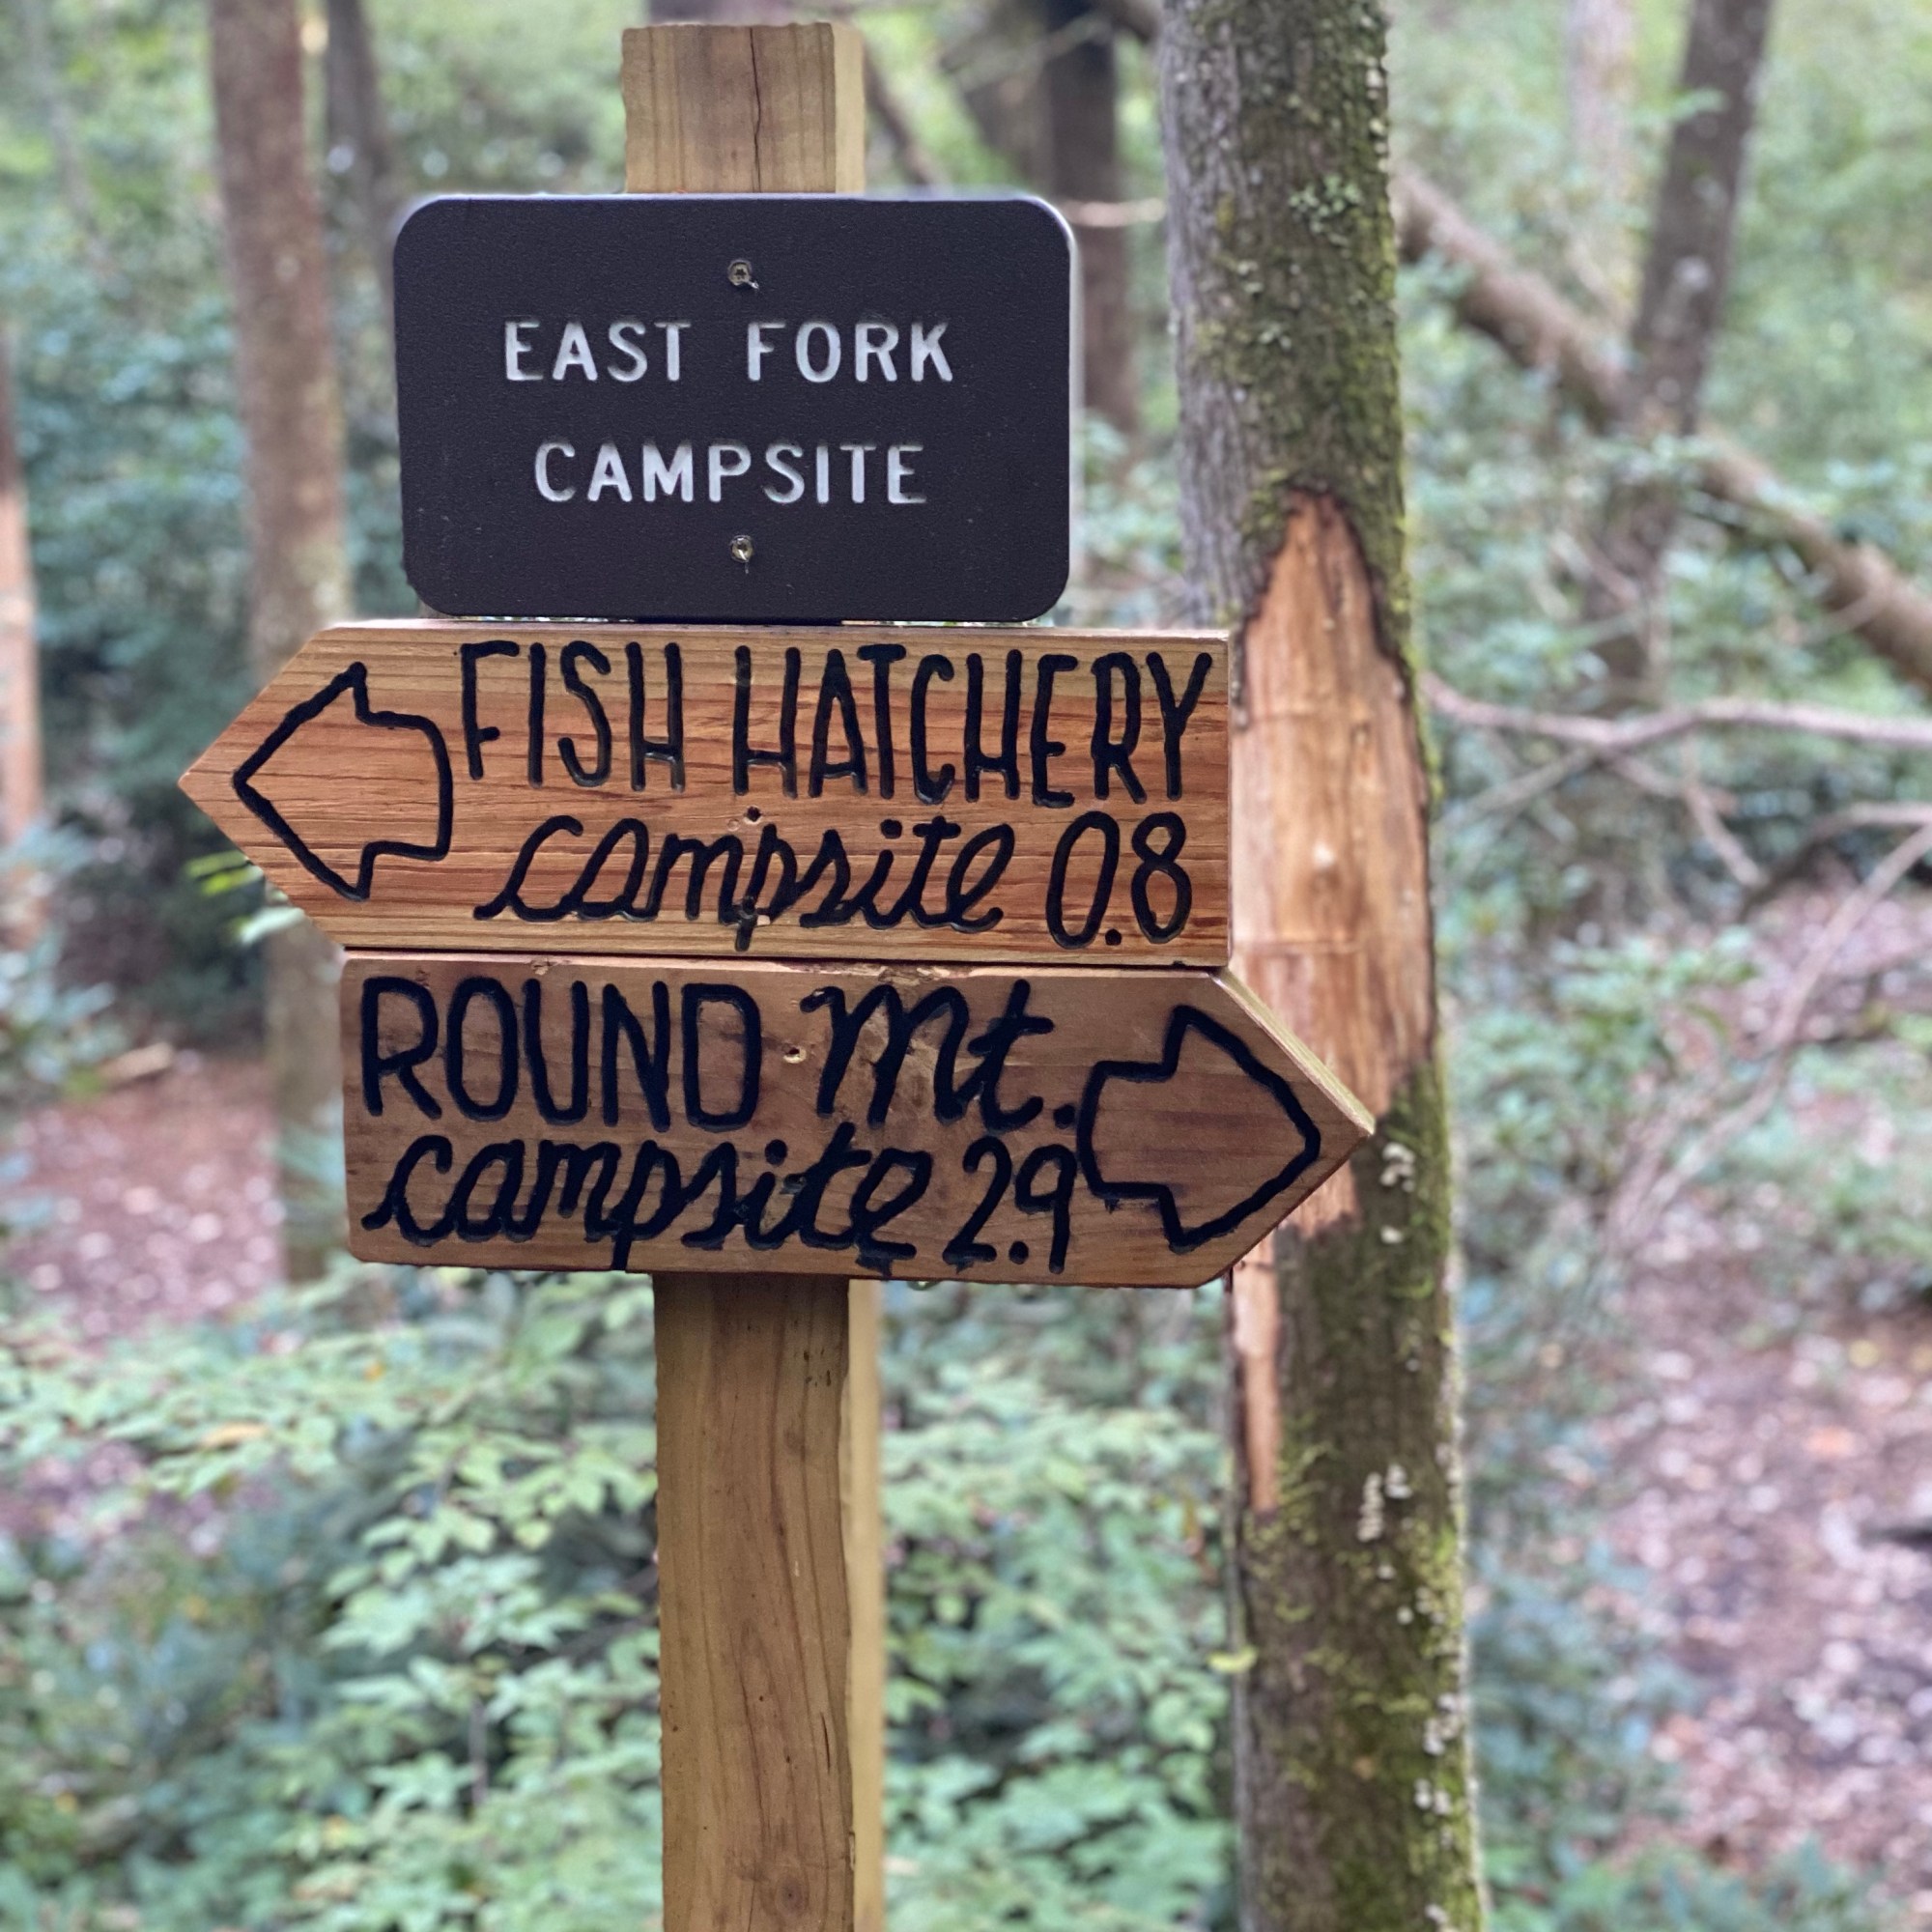 EAST FORK
CAMPSITE
FISH HATCHERY
campsite 0.8
ROUND Mt.
campsite 2.9